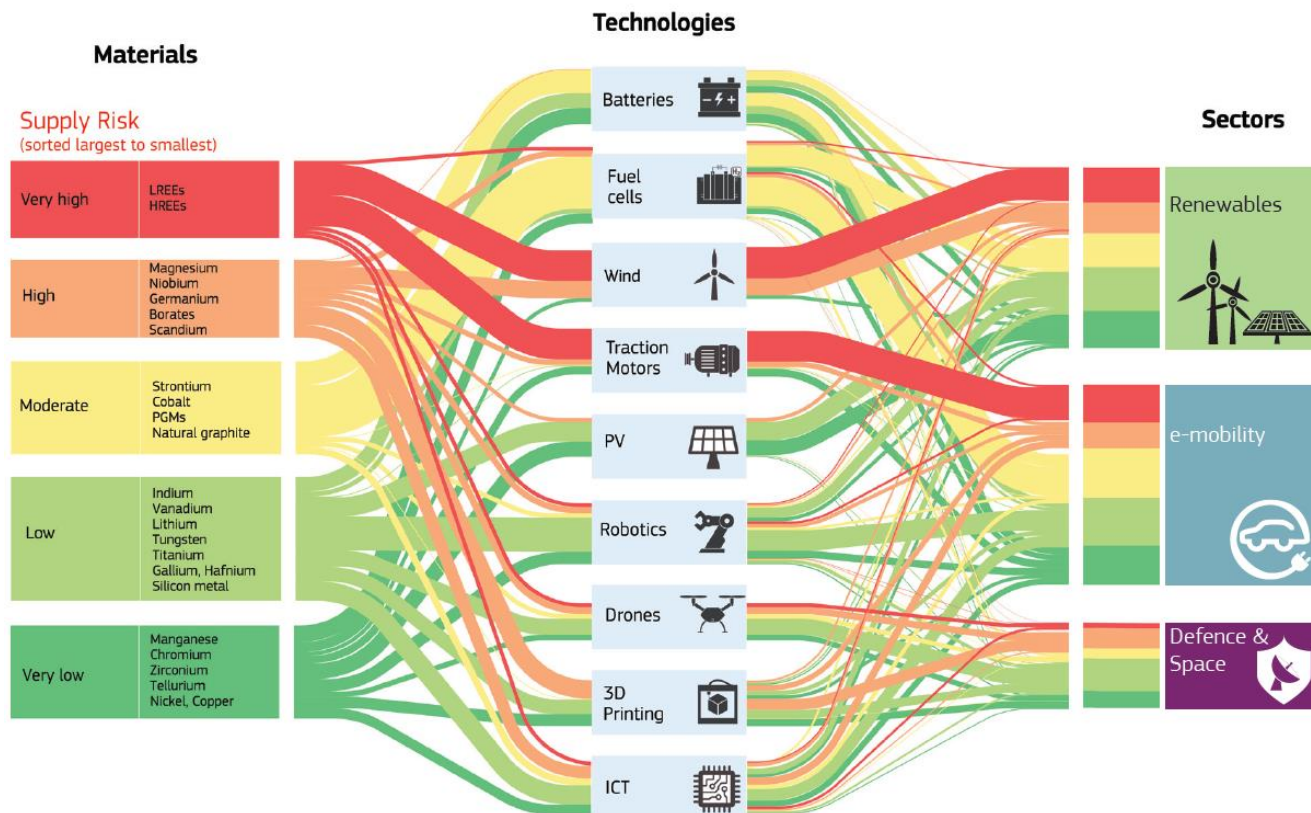 Technologies
Materials
Supply Risk
(sorted largest to smallest)
Very high
LREEs
HREEs
High
Magnesium
Niobium
Germanium
Borates
Scandium
Moderate
Strontium
Cobalt
PGMs
Natural graphite
Low
Indium
Vanadium
Lithium
Tungsten
Titanium
Gallium, Hafnium
Silicon metal
Very low
Manganese
Chromium
Zirconium
Tellurium
Nickel, Copper
Batteries
Fuel
cells
H₂
Wind
Traction
Motors
PV
Robotics
Drones
3D
Printing
ICT
Sectors
Renewables
e-mobility
Defence &
Space